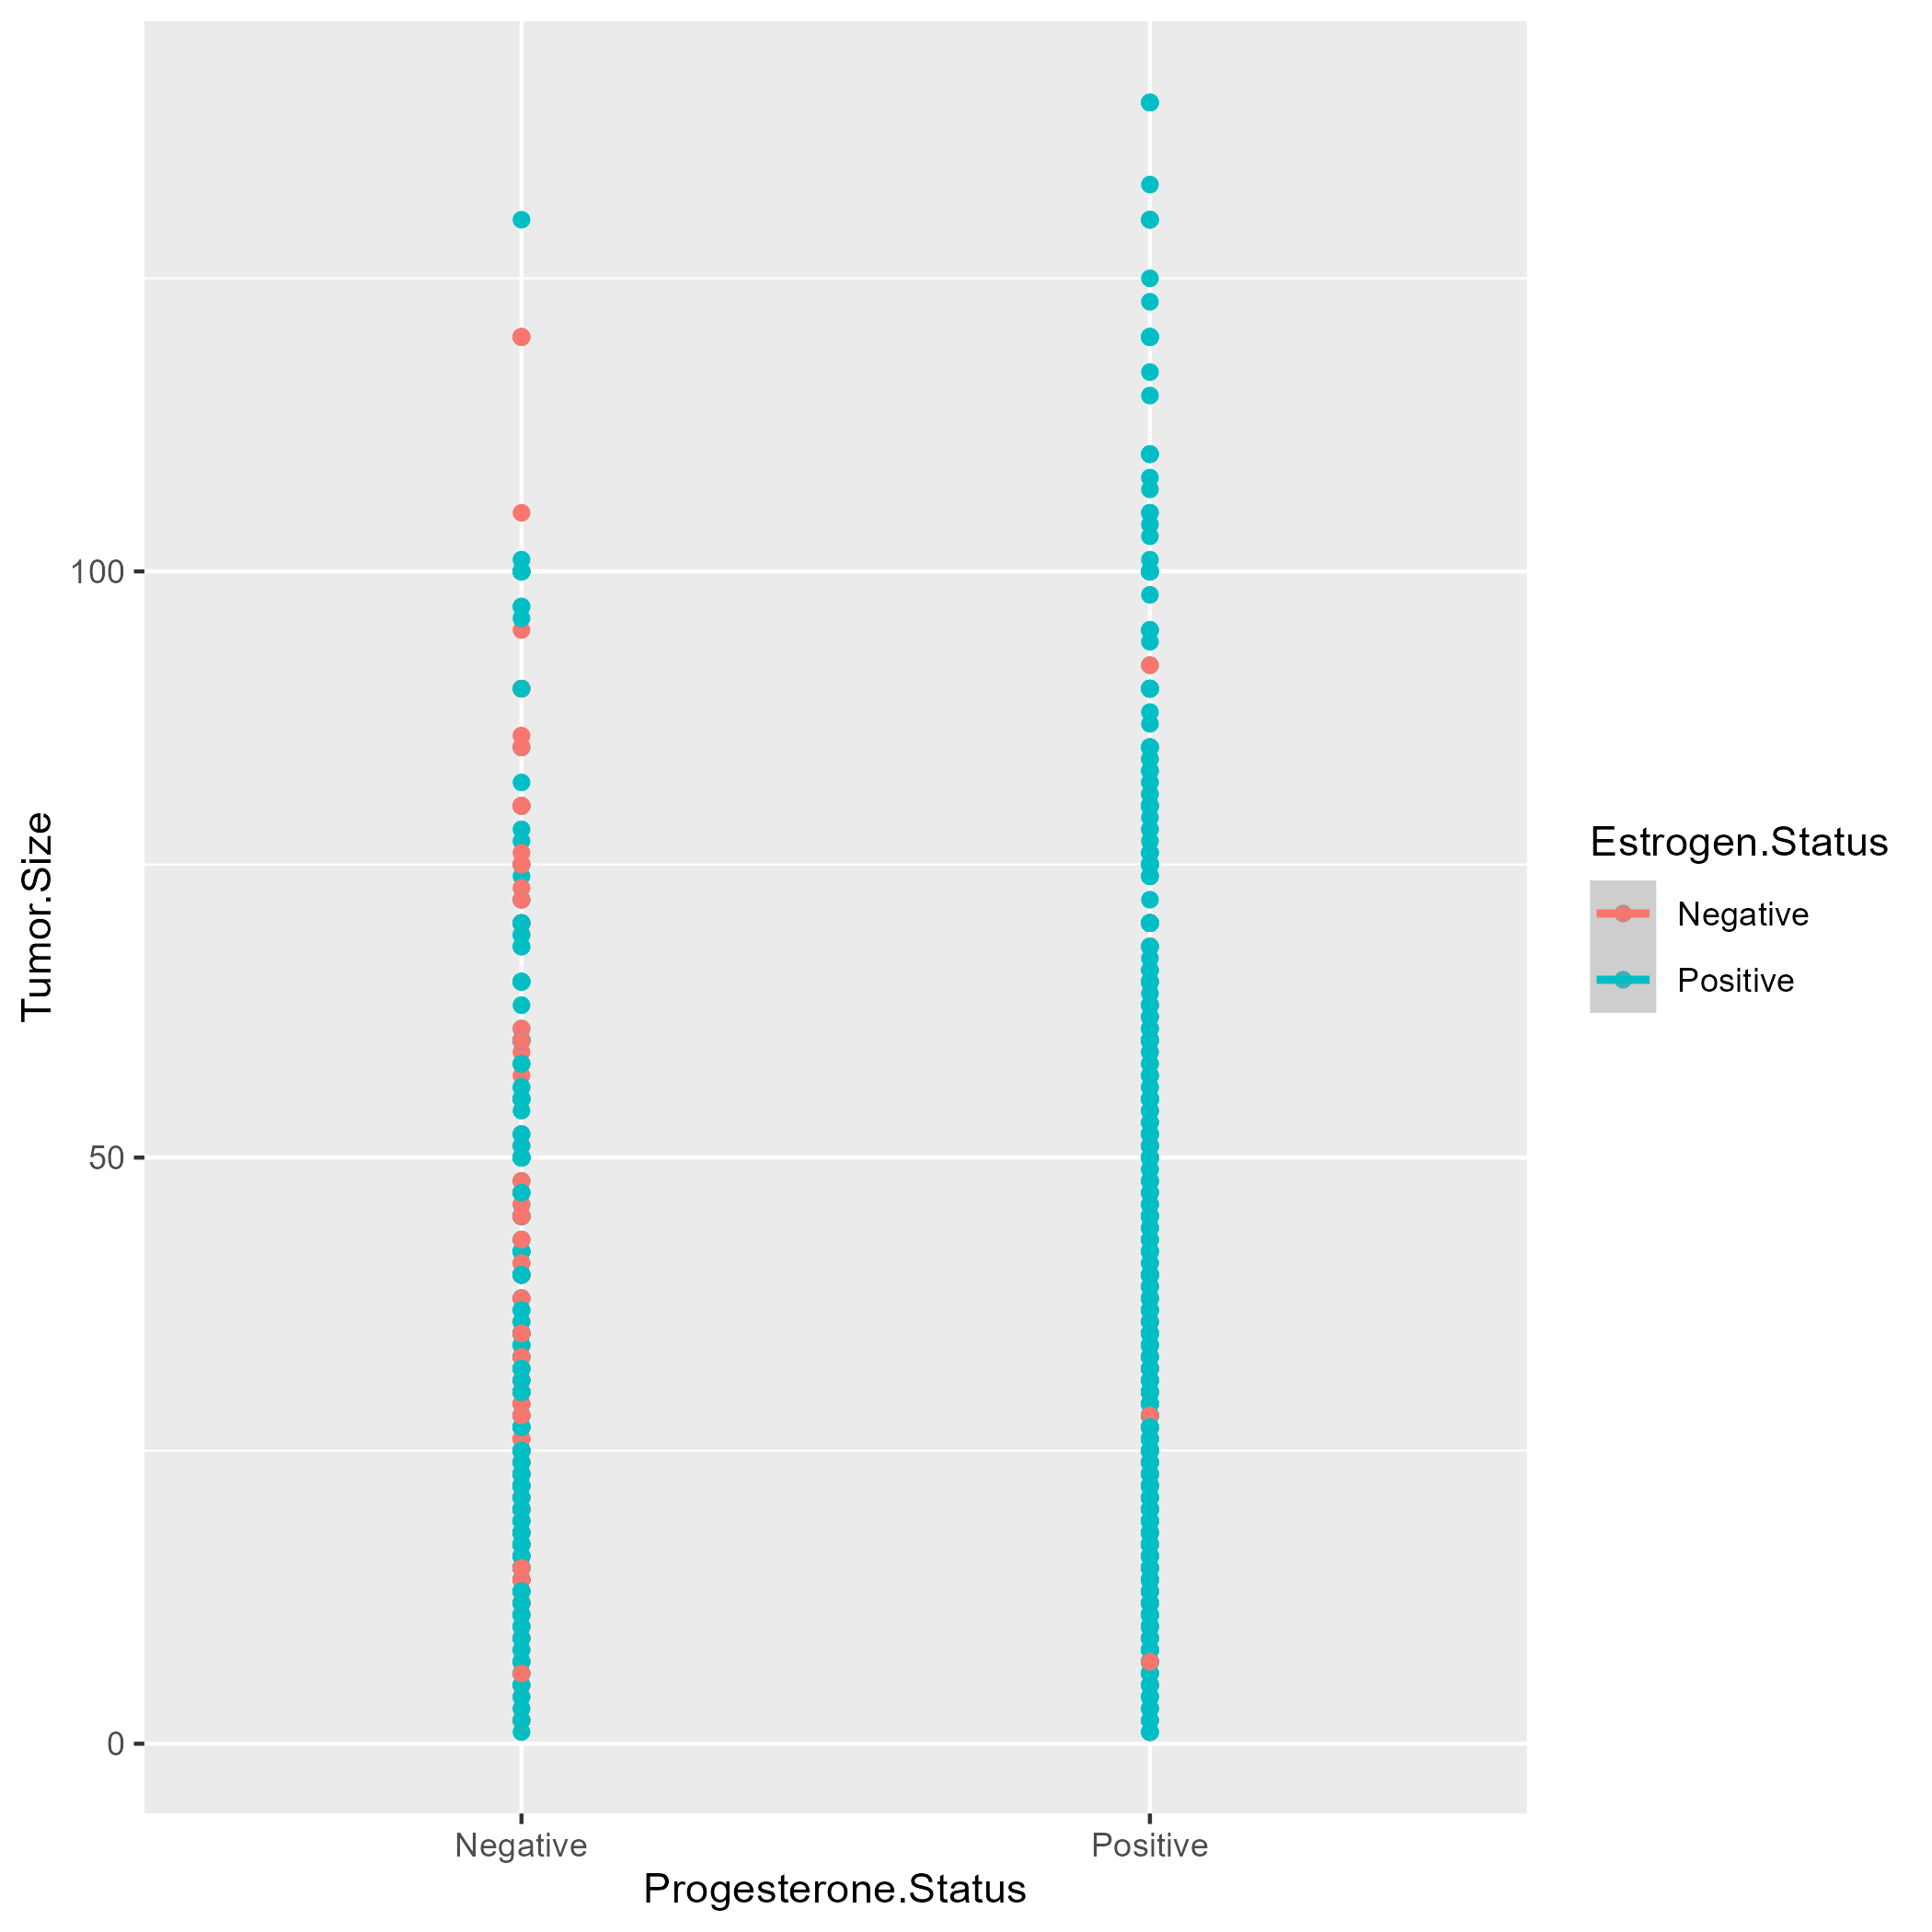 Tumor.Size
100
50
0
Negative
Positive
Progesterone.Status
Estrogen.Status
Negative
Positive